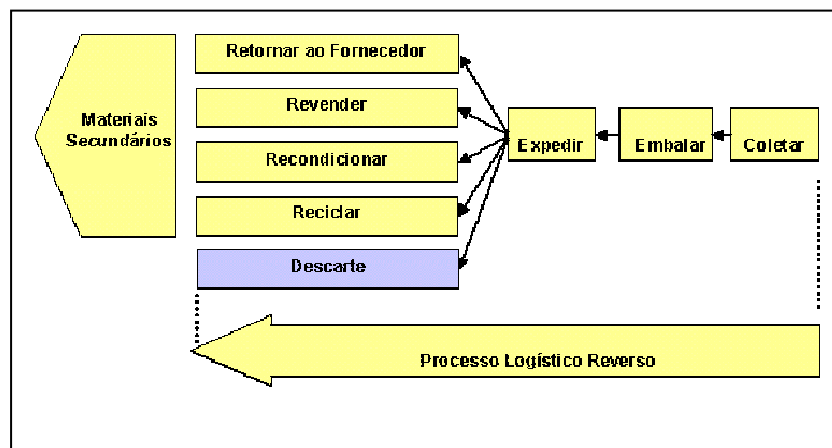 Retornar ao Fornecedor
Revender
Materiais
Secundários
Expedir
Embalar
Coletar
Recondicionar
Reciclar
Descarte
Processo Logístico Reverso